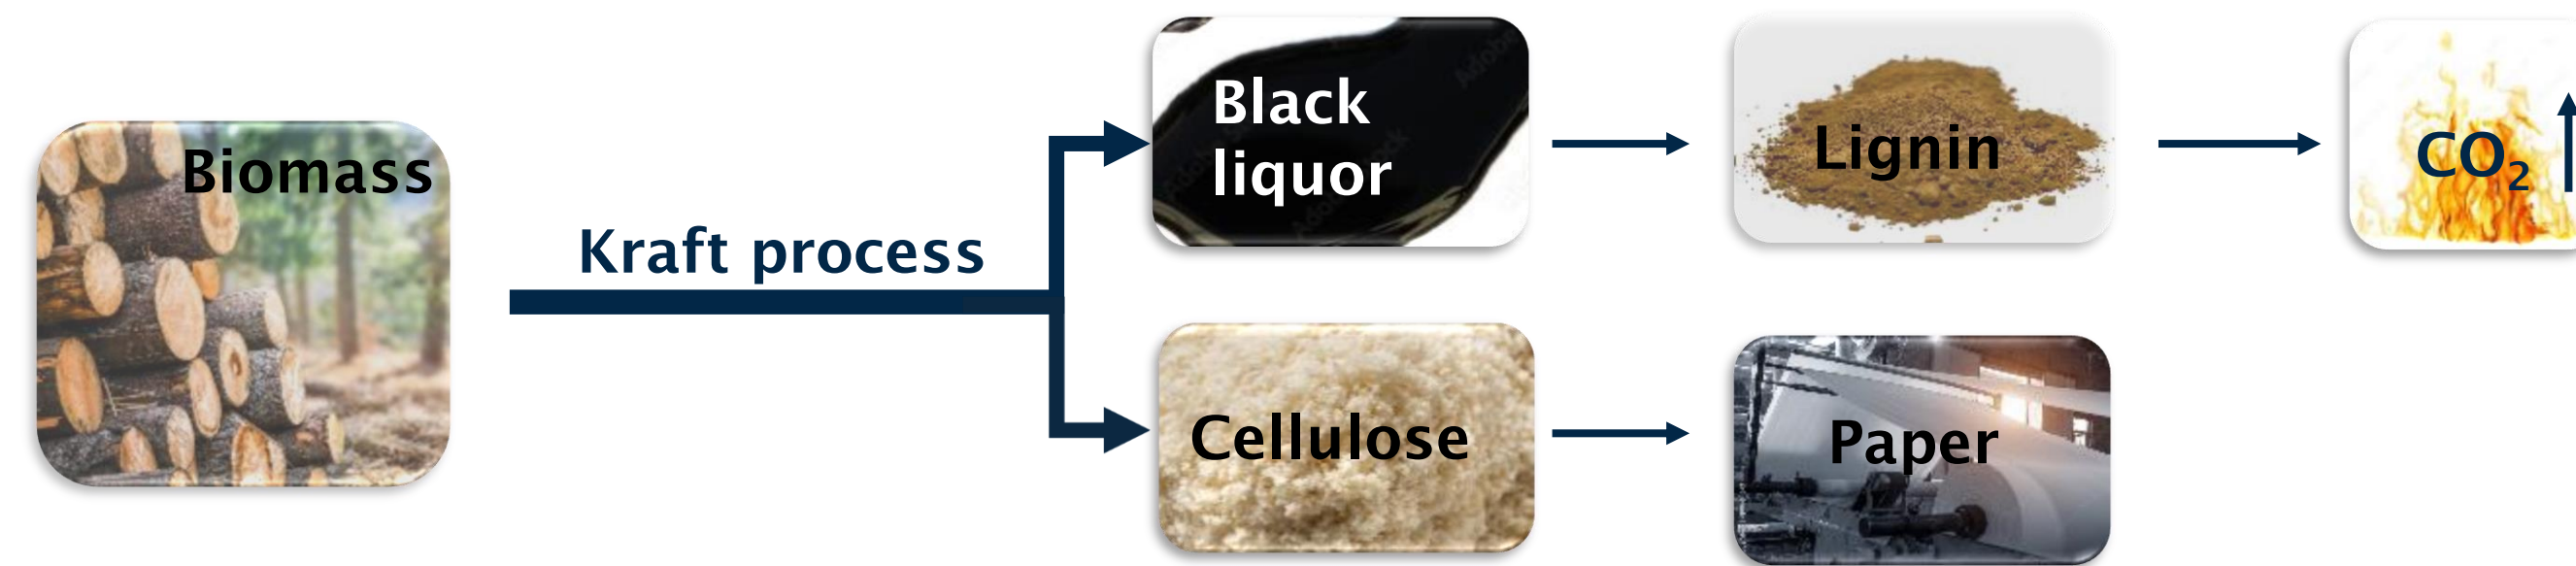 Biomass
Kraft process
Black
liquor
Lignin
CO₂
Cellulose
Paper